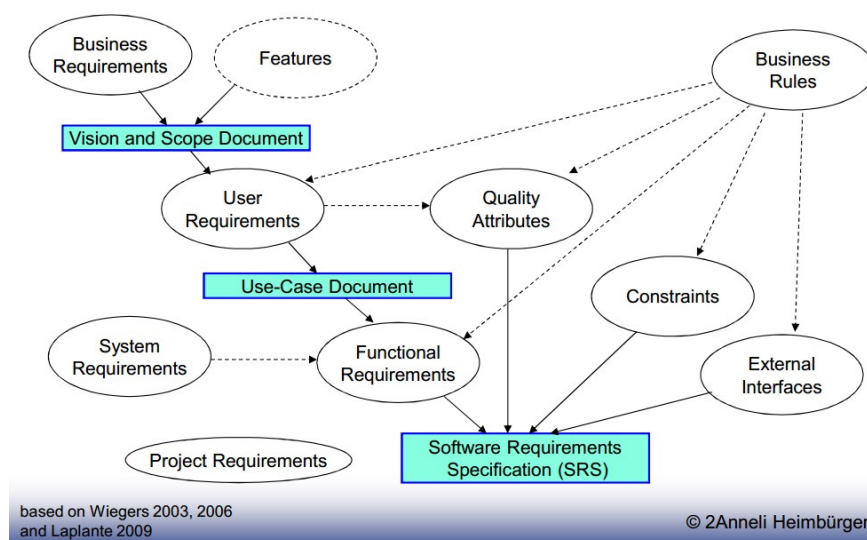 Business
Requirements
Features
Business
Rules
Vision and Scope Document
User
Requirements
Quality
Attributes
Use-Case Document
Constraints
System
Requirements
Functional
Requirements
External
Interfaces
Project Requirements
Software Requirements
Specification (SRS)
based on Wiegers 2003, 2006
and Laplante 2009
© 2Anneli Heimbürger